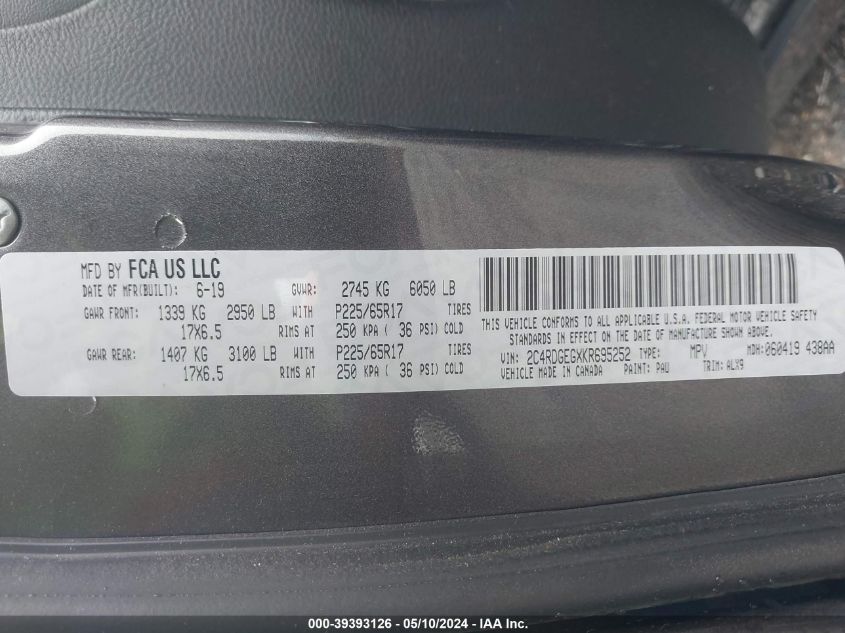 MFD BY FCA US LLC
DATE OF MFR(BUILT): 6-19 GVWR: 2745 KG 6050 LB
GAWR FRONT: 1339 KG 2950 LB WITH P225/65R17 TIRES
17X6.5 RIMS AT 250 KPA ( 36 PSI) COLD
GAWR REAR: 1407 KG 3100 LB WITH P225/65R17 TIRES
17X6.5 RIMS AT 250 KPA ( 36 PSI) COLD
THIS VEHICLE CONFORMS TO ALL APPLICABLE U.S.A. FEDERAL MOTOR VEHICLE SAFETY
STANDARDS IN EFFECT ON THE DATE OF MANUFACTURE SHOWN ABOVE.
VIN: 2C4RDGEGXKR695252 TYPE: MPV MDH: 060419 438AA
VEHICLE MADE IN CANADA PAINT: PAU TRIM: ALX9
000-39393126 - 05/10/2024 - IAA Inc.